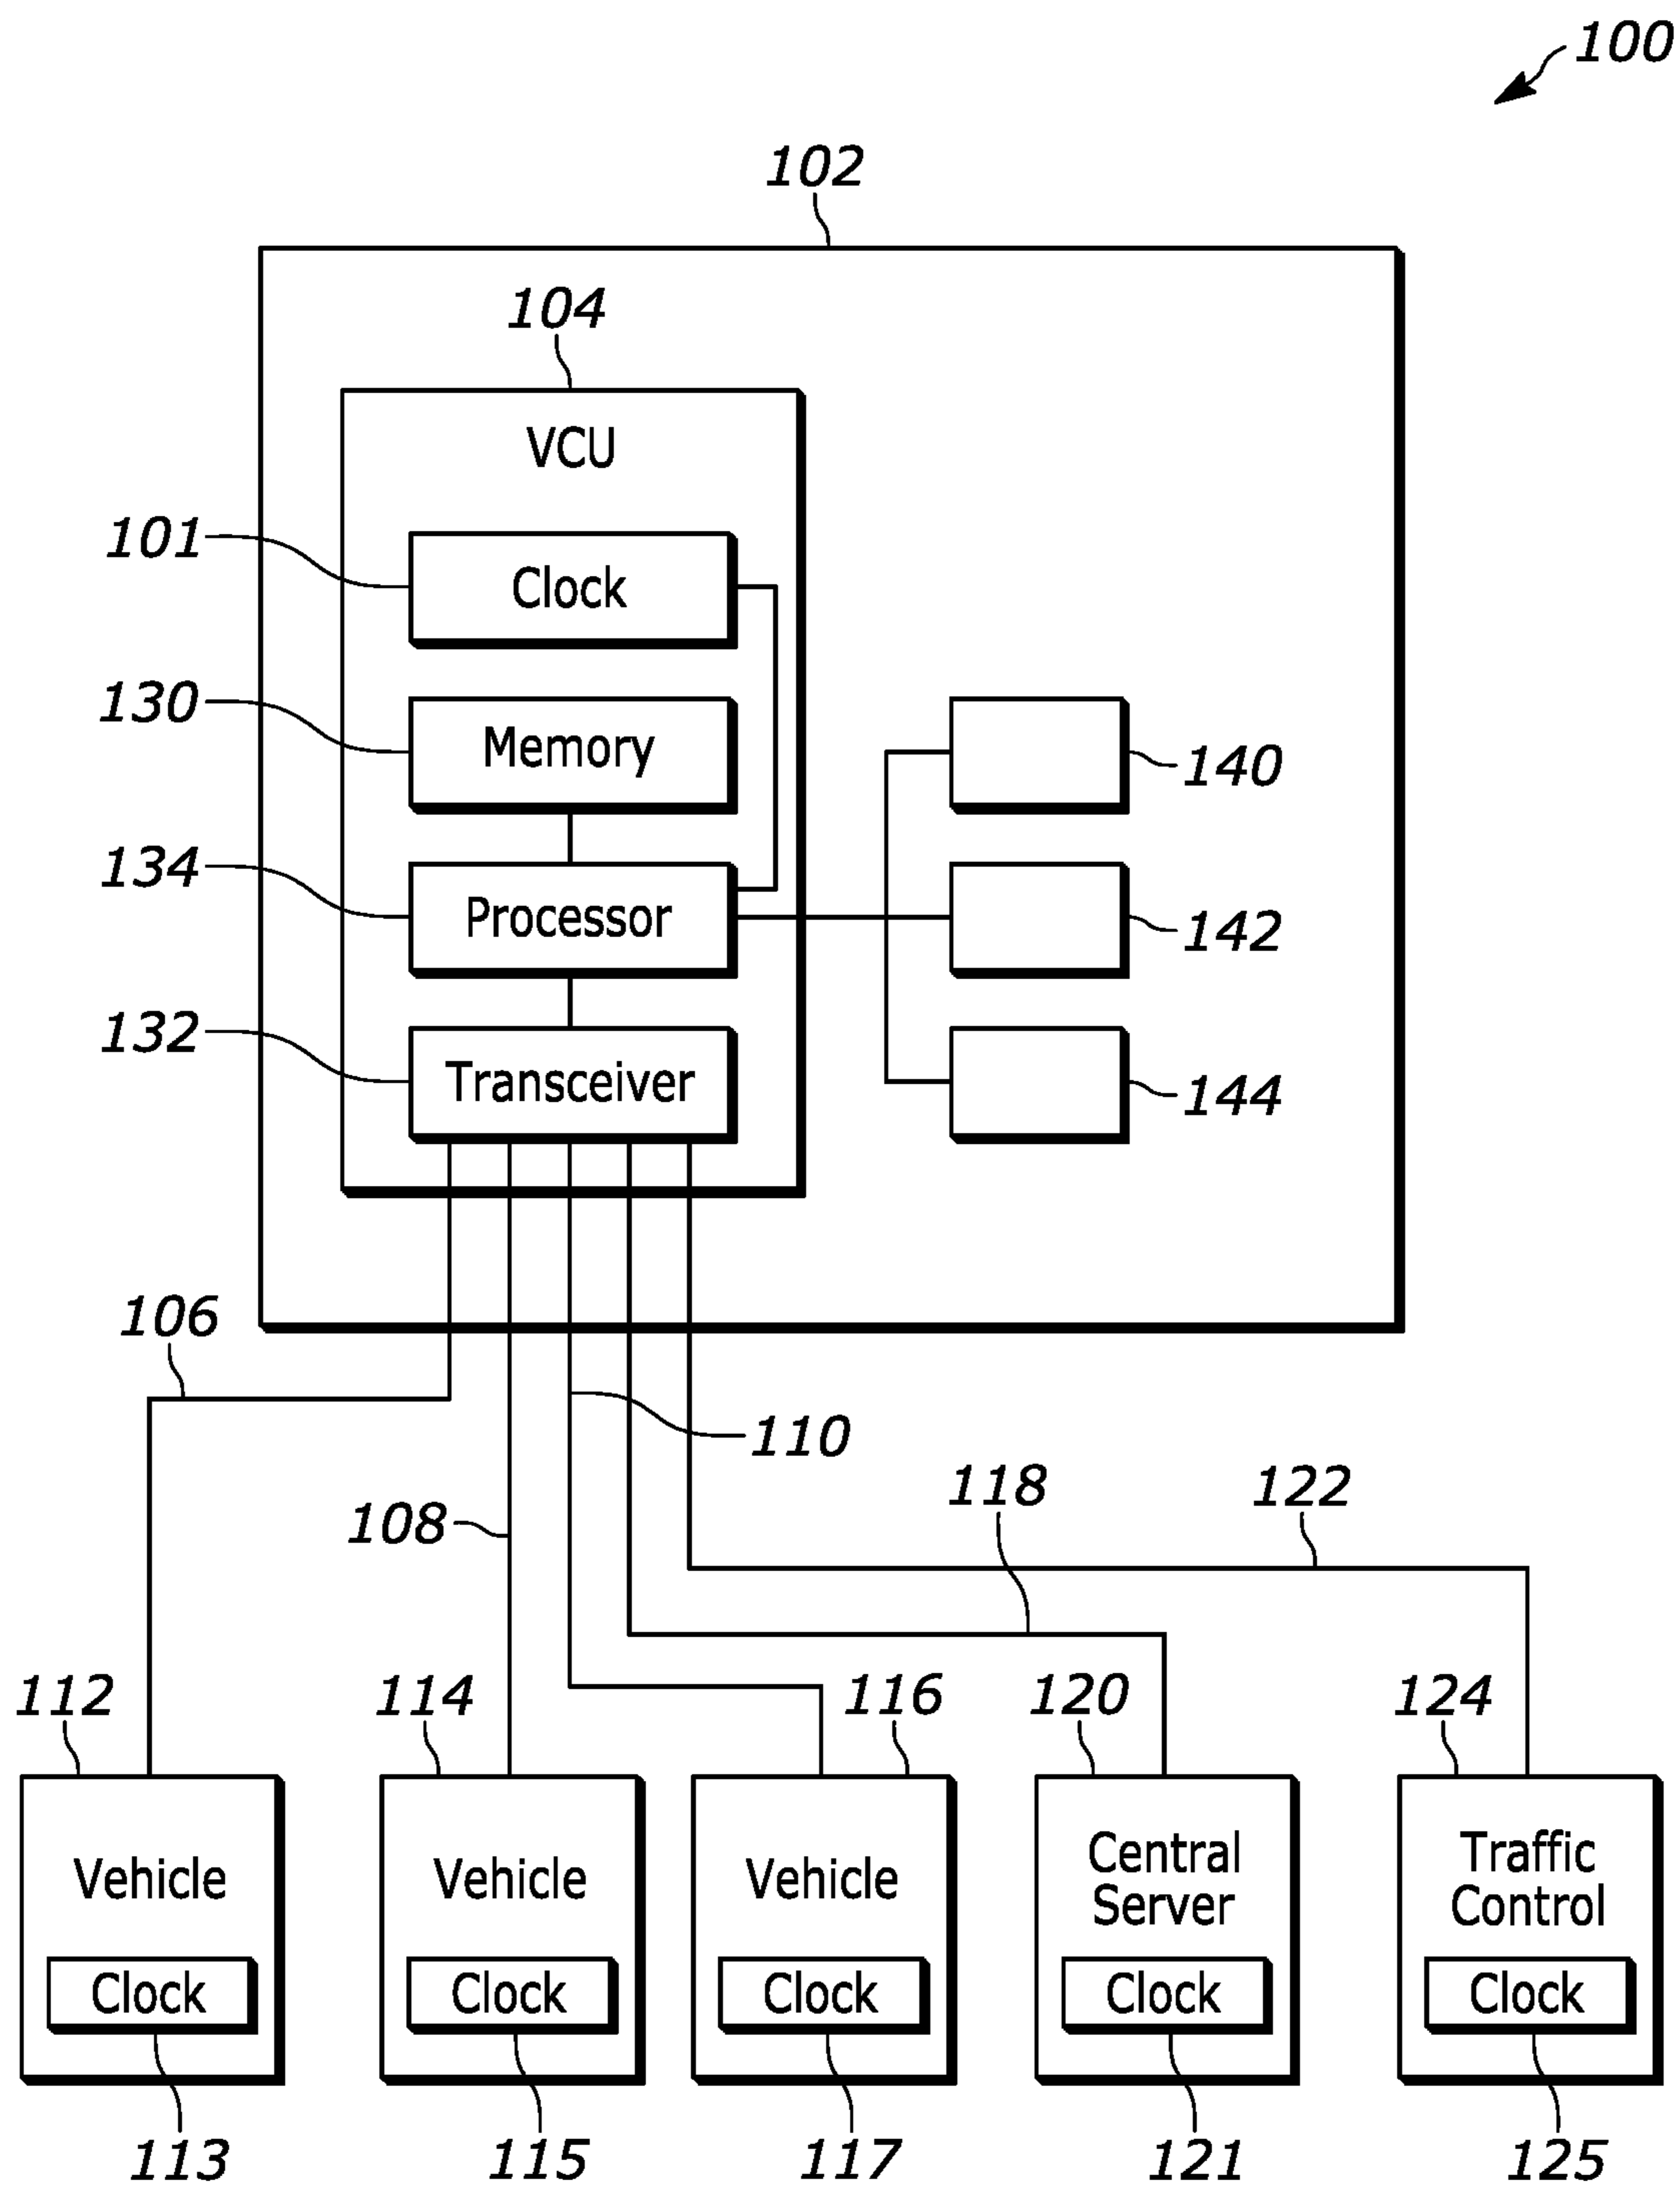 100
102
104
VCU
101
Clock
130
Memory
140
134
Processor
142
132
Transceiver
144
106
110
118
122
108
112
114
116
120
124
Vehicle
Vehicle
Vehicle
Central
Server
Traffic
Control
Clock
Clock
Clock
Clock
Clock
113
115
117
121
125